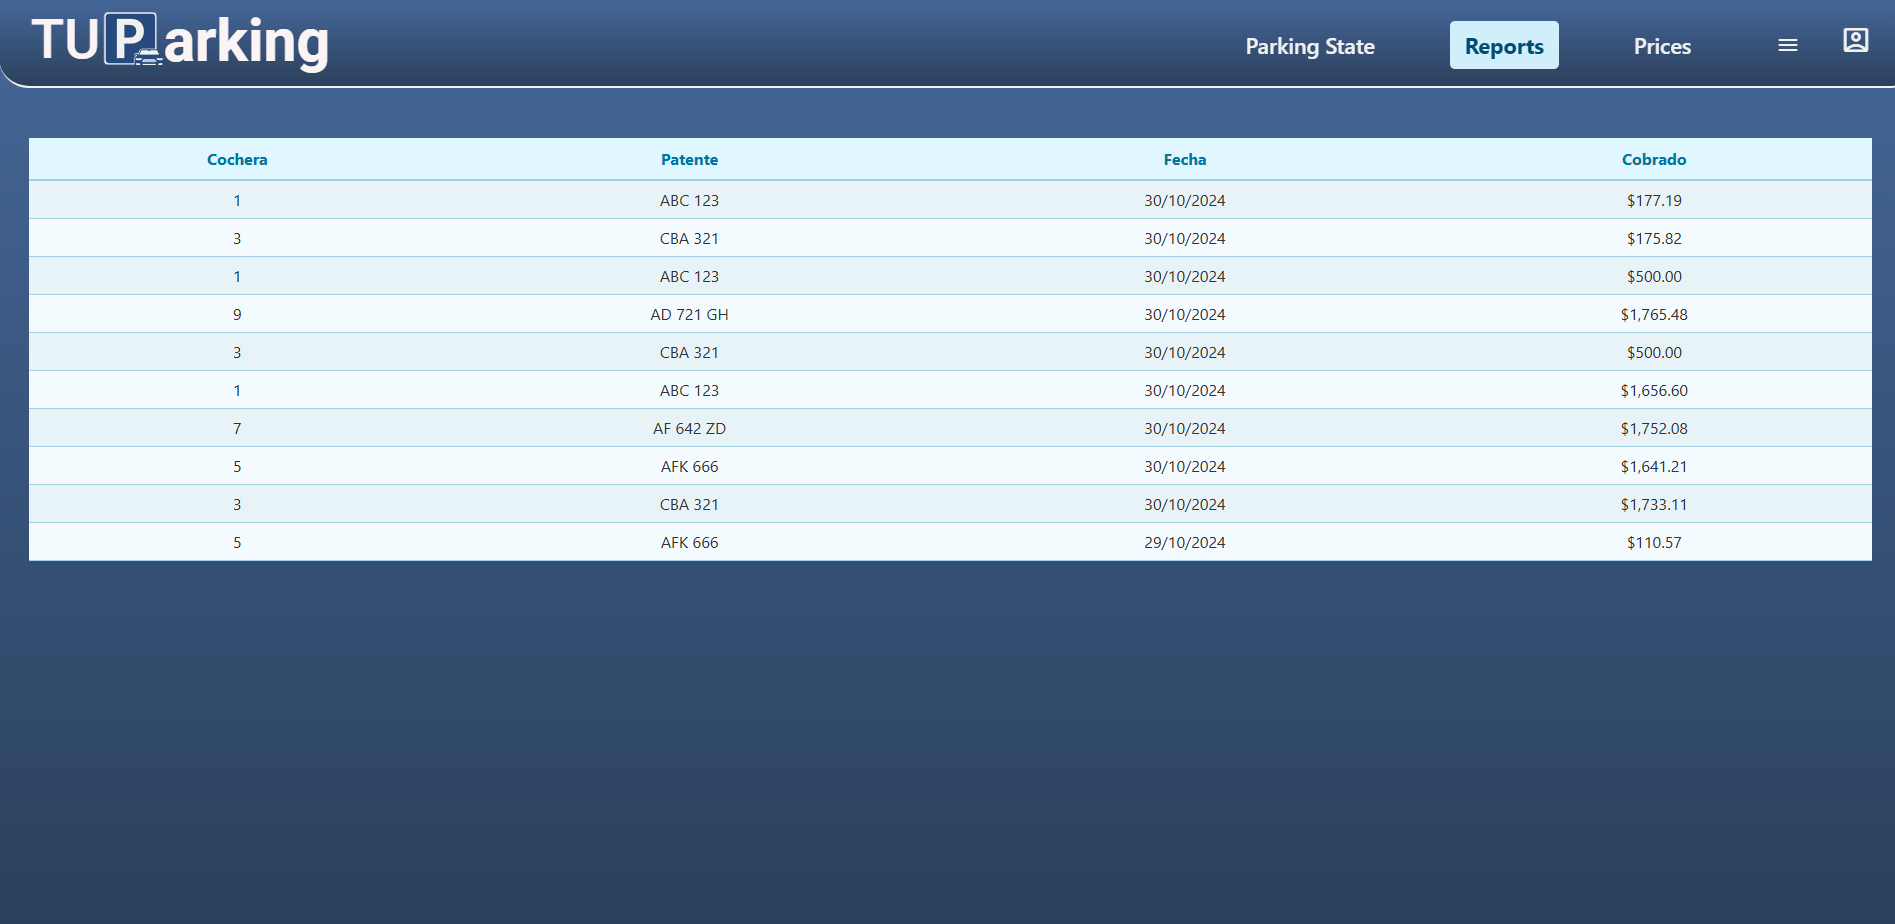 TUParking
Parking State Reports Prices
Cochera Patente Fecha Cobrado
1 ABC 123 30/10/2024 $177.19
3 CBA 321 30/10/2024 $175.82
1 ABC 123 30/10/2024 $500.00
9 AD 721 GH 30/10/2024 $1,765.48
3 CBA 321 30/10/2024 $500.00
1 ABC 123 30/10/2024 $1,656.60
7 AF 642 ZD 30/10/2024 $1,752.08
5 AFK 666 30/10/2024 $1,641.21
3 CBA 321 30/10/2024 $1,733.11
5 AFK 666 29/10/2024 $110.57